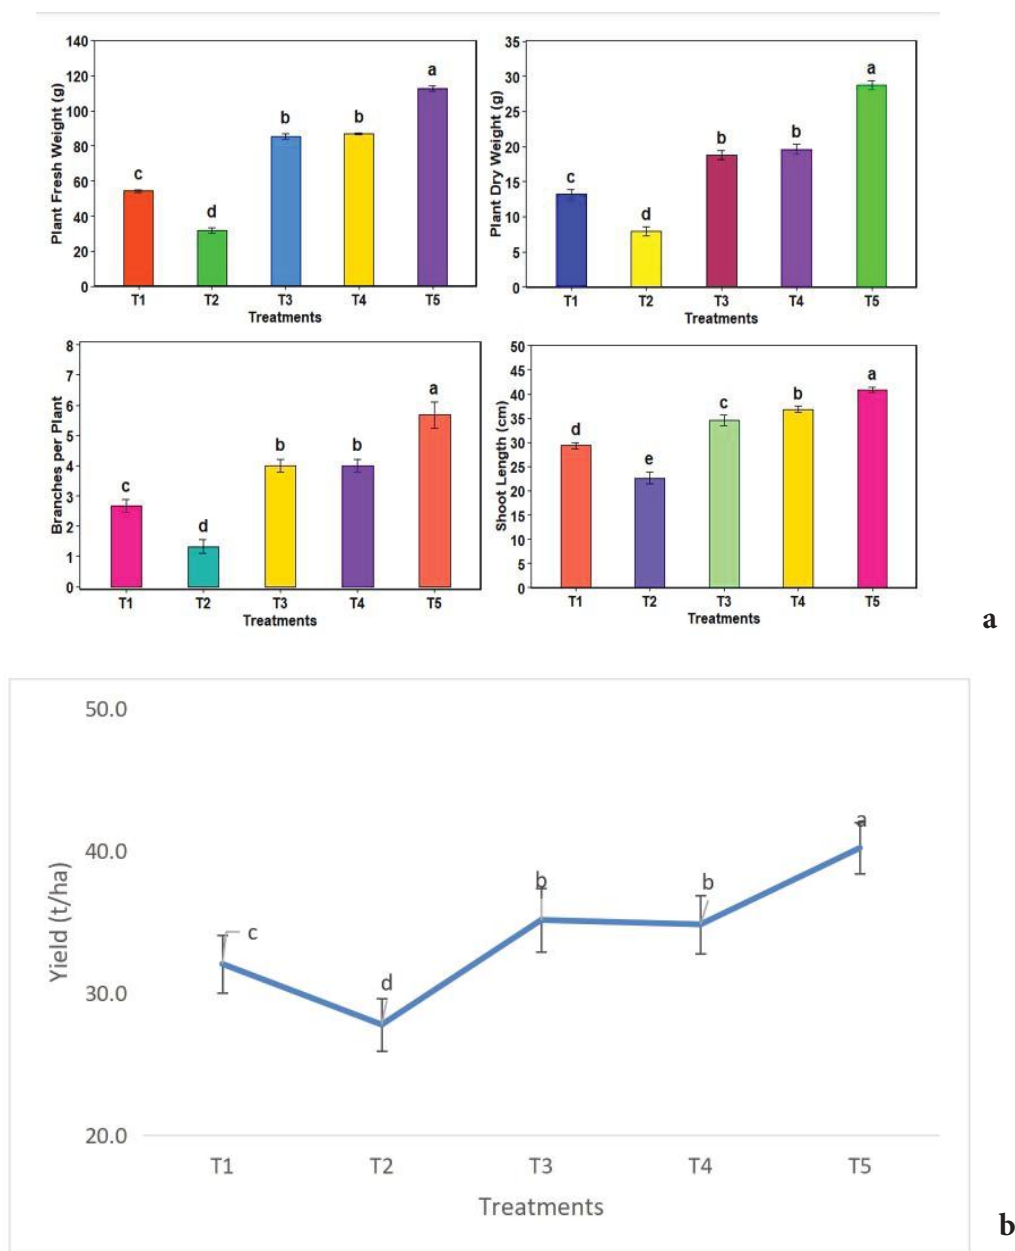 140
120
100
80
60
40
20
0
Plant Fresh Weight (g)
c
d
b
b
a
T1 T2 T3 T4 T5
Treatments
35
30
25
20
15
10
5
0
Plant Dry Weight (g)
c
d
b
b
a
T1 T2 T3 T4 T5
Treatments
8
7
6
5
4
3
2
1
0
Branches per Plant
c
d
b
b
a
T1 T2 T3 T4 T5
Treatments
50
45
40
35
30
25
20
15
10
5
0
Shoot Length (cm)
d
e
c
b
a
T1 T2 T3 T4 T5
Treatments
a
50.0
40.0
30.0
20.0
Yield (t/ha)
c
d
b
b
a
T1 T2 T3 T4 T5
Treatments
b